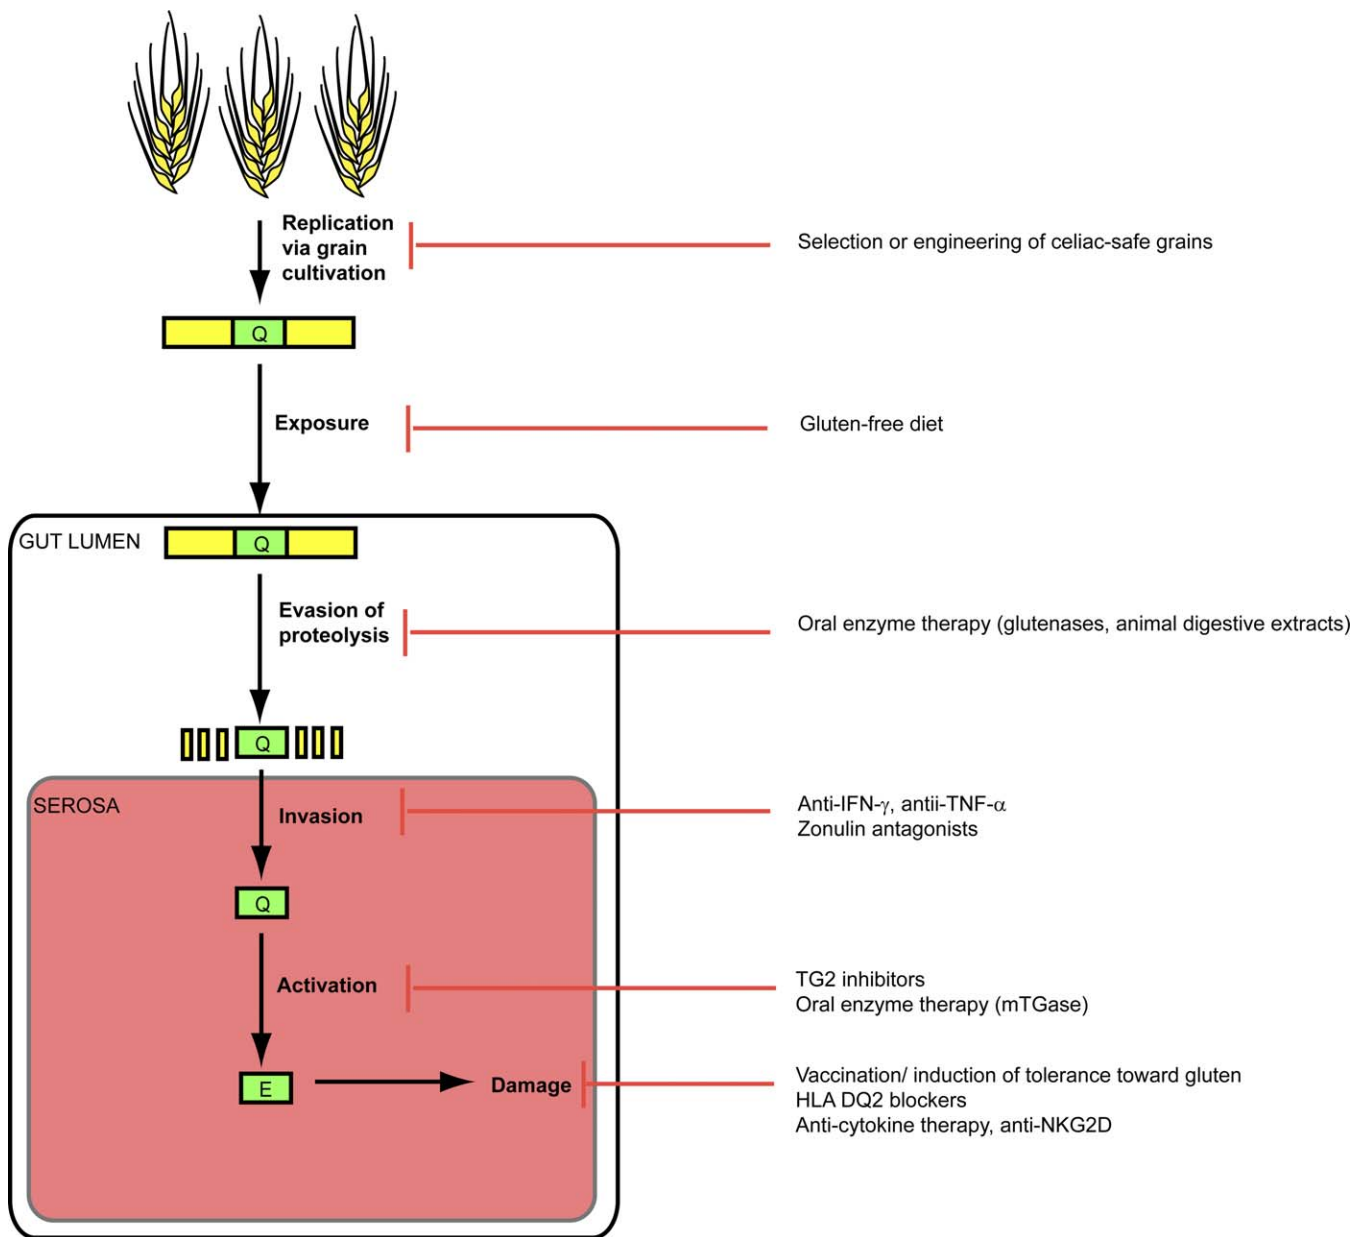 Replication
via grain
cultivation
Selection or engineering of celiac-safe grains
Q
Exposure
Gluten-free diet
GUT LUMEN
Q
Evasion of
proteolysis
Oral enzyme therapy (glutenases, animal digestive extracts)
Q
SEROSA
Invasion
Anti-IFN-γ, antii-TNF-α
Zonulin antagonists
Q
Activation
TG2 inhibitors
Oral enzyme therapy (mTGase)
E
Damage
Vaccination/ induction of tolerance toward gluten
HLA DQ2 blockers
Anti-cytokine therapy, anti-NKG2D